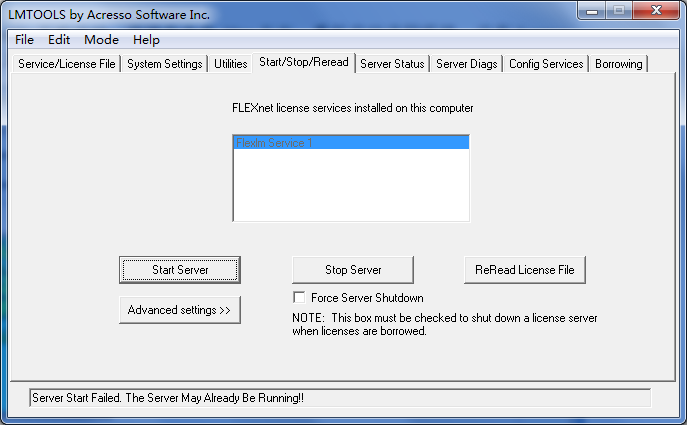 LMTOOLS by Acresso Software Inc.
File Edit Mode Help
Service/License File System Settings Utilities Start/Stop/Reread Server Status Server Diags Config Services Borrowing
FLEXnet license services installed on this computer
Flexlm Service 1
Start Server Stop Server ReRead License File
Advanced settings >> Force Server Shutdown
NOTE: This box must be checked to shut down a license server
when licenses are borrowed.
Server Start Failed. The Server May Already Be Running!!